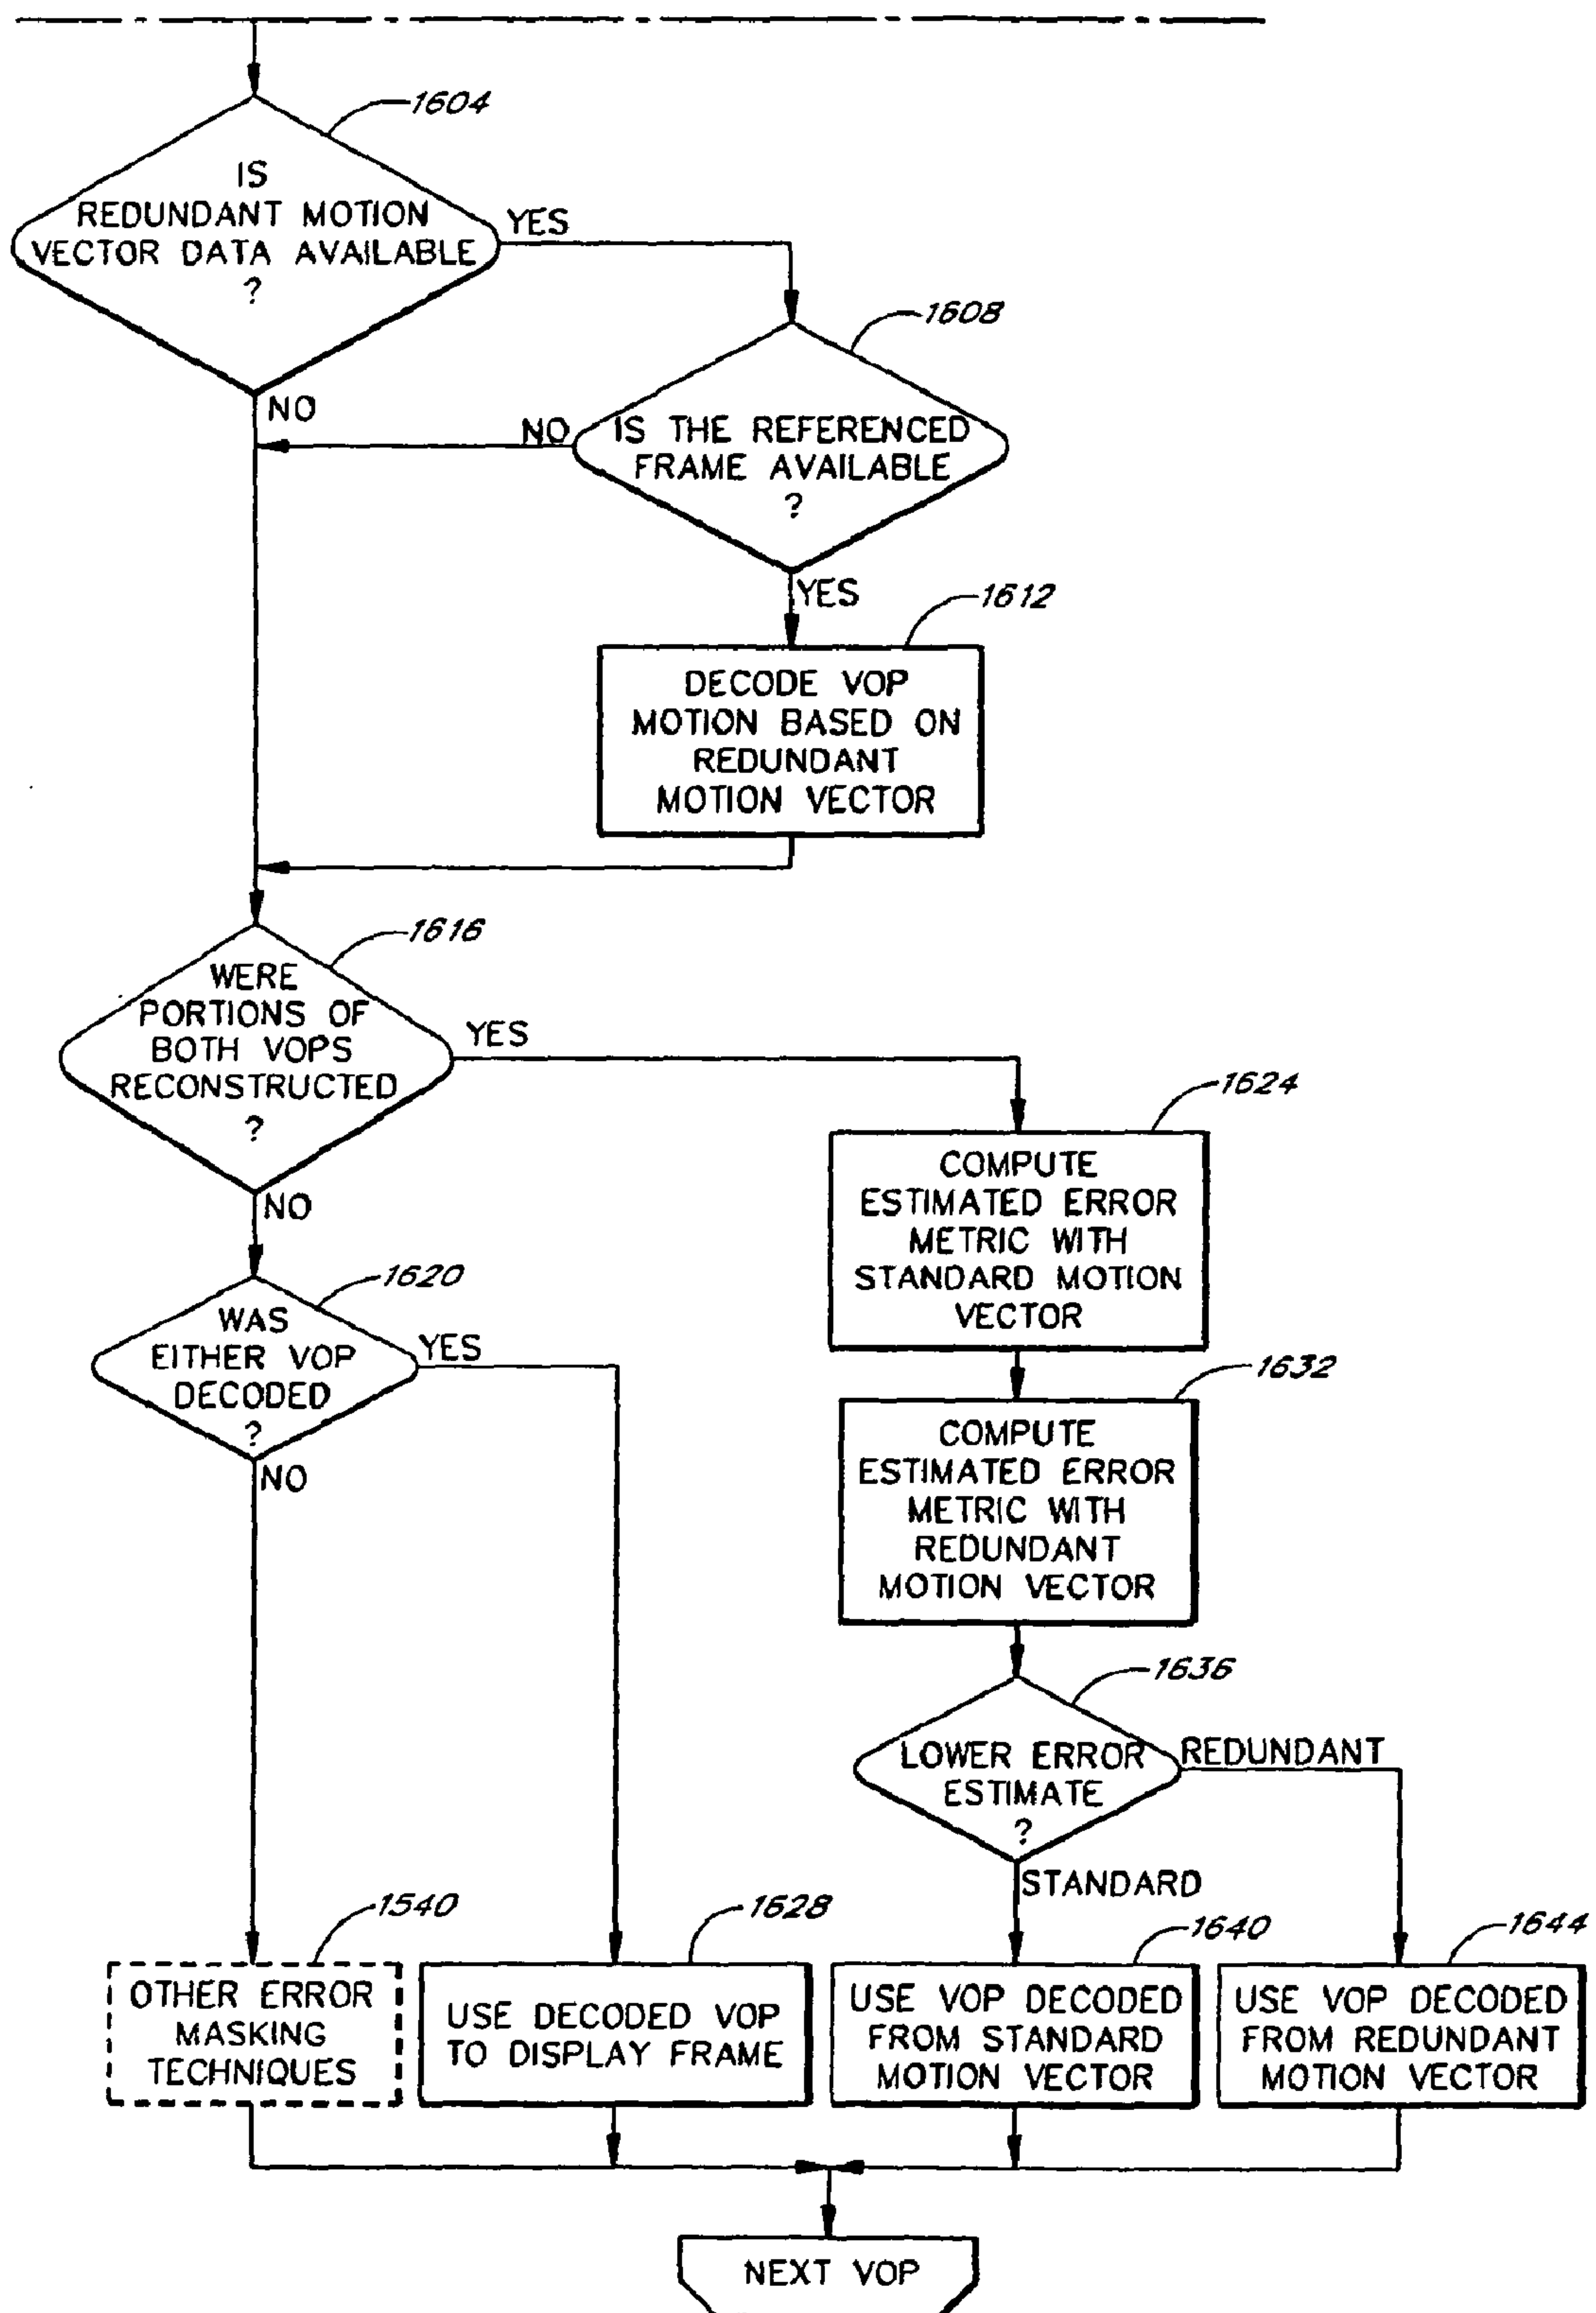 1604
IS
REDUNDANT MOTION
VECTOR DATA AVAILABLE
?
YES
NO
1608
IS THE REFERENCED
FRAME AVAILABLE
?
NO
YES
1612
DECODE VOP
MOTION BASED ON
REDUNDANT
MOTION VECTOR
1616
WERE
PORTIONS OF
BOTH VOPS
RECONSTRUCTED
?
YES
NO
1624
COMPUTE
ESTIMATED ERROR
METRIC WITH
STANDARD MOTION
VECTOR
1620
WAS
EITHER VOP
DECODED
?
YES
NO
1632
COMPUTE
ESTIMATED ERROR
METRIC WITH
REDUNDANT
MOTION VECTOR
1636
LOWER ERROR
ESTIMATE
?
REDUNDANT
STANDARD
1540
OTHER ERROR
MASKING
TECHNIQUES
1628
USE DECODED VOP
TO DISPLAY FRAME
1640
USE VOP DECODED
FROM STANDARD
MOTION VECTOR
1644
USE VOP DECODED
FROM REDUNDANT
MOTION VECTOR
NEXT VOP